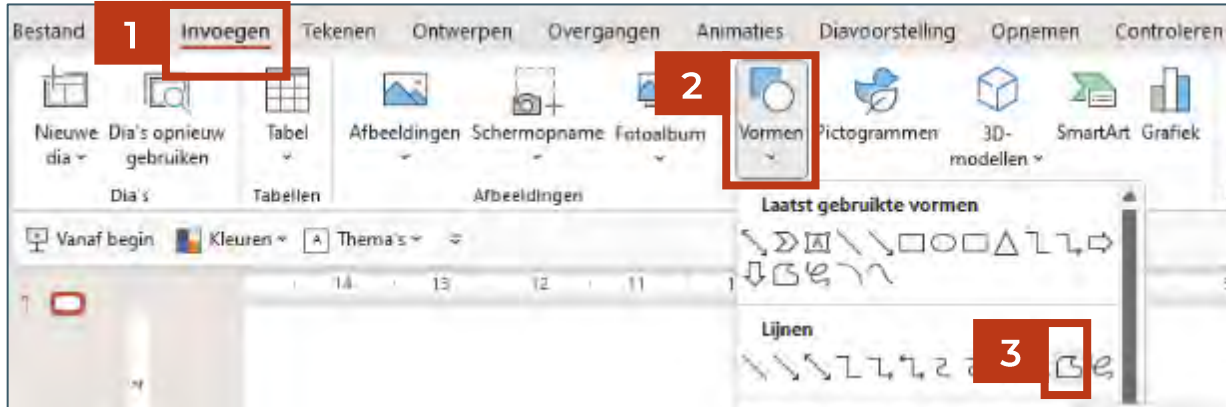 Bestand 1 Invoegen Tekenen Ontwerpen Overgangen Animaties Diavoorstelling Opnemen Controleren
2
Nieuwe dia Dia's opnieuw gebruiken Tabel Afbeeldingen Schermopname Fotoalbum Vormen Pictogrammen 3D-modellen SmartArt Grafiek
Dia's Tabellen Afbeeldingen
Laatst gebruikte vormen
A
Vanaf begin Kleuren A Thema's
14 13 12 11
1
Lijnen
3